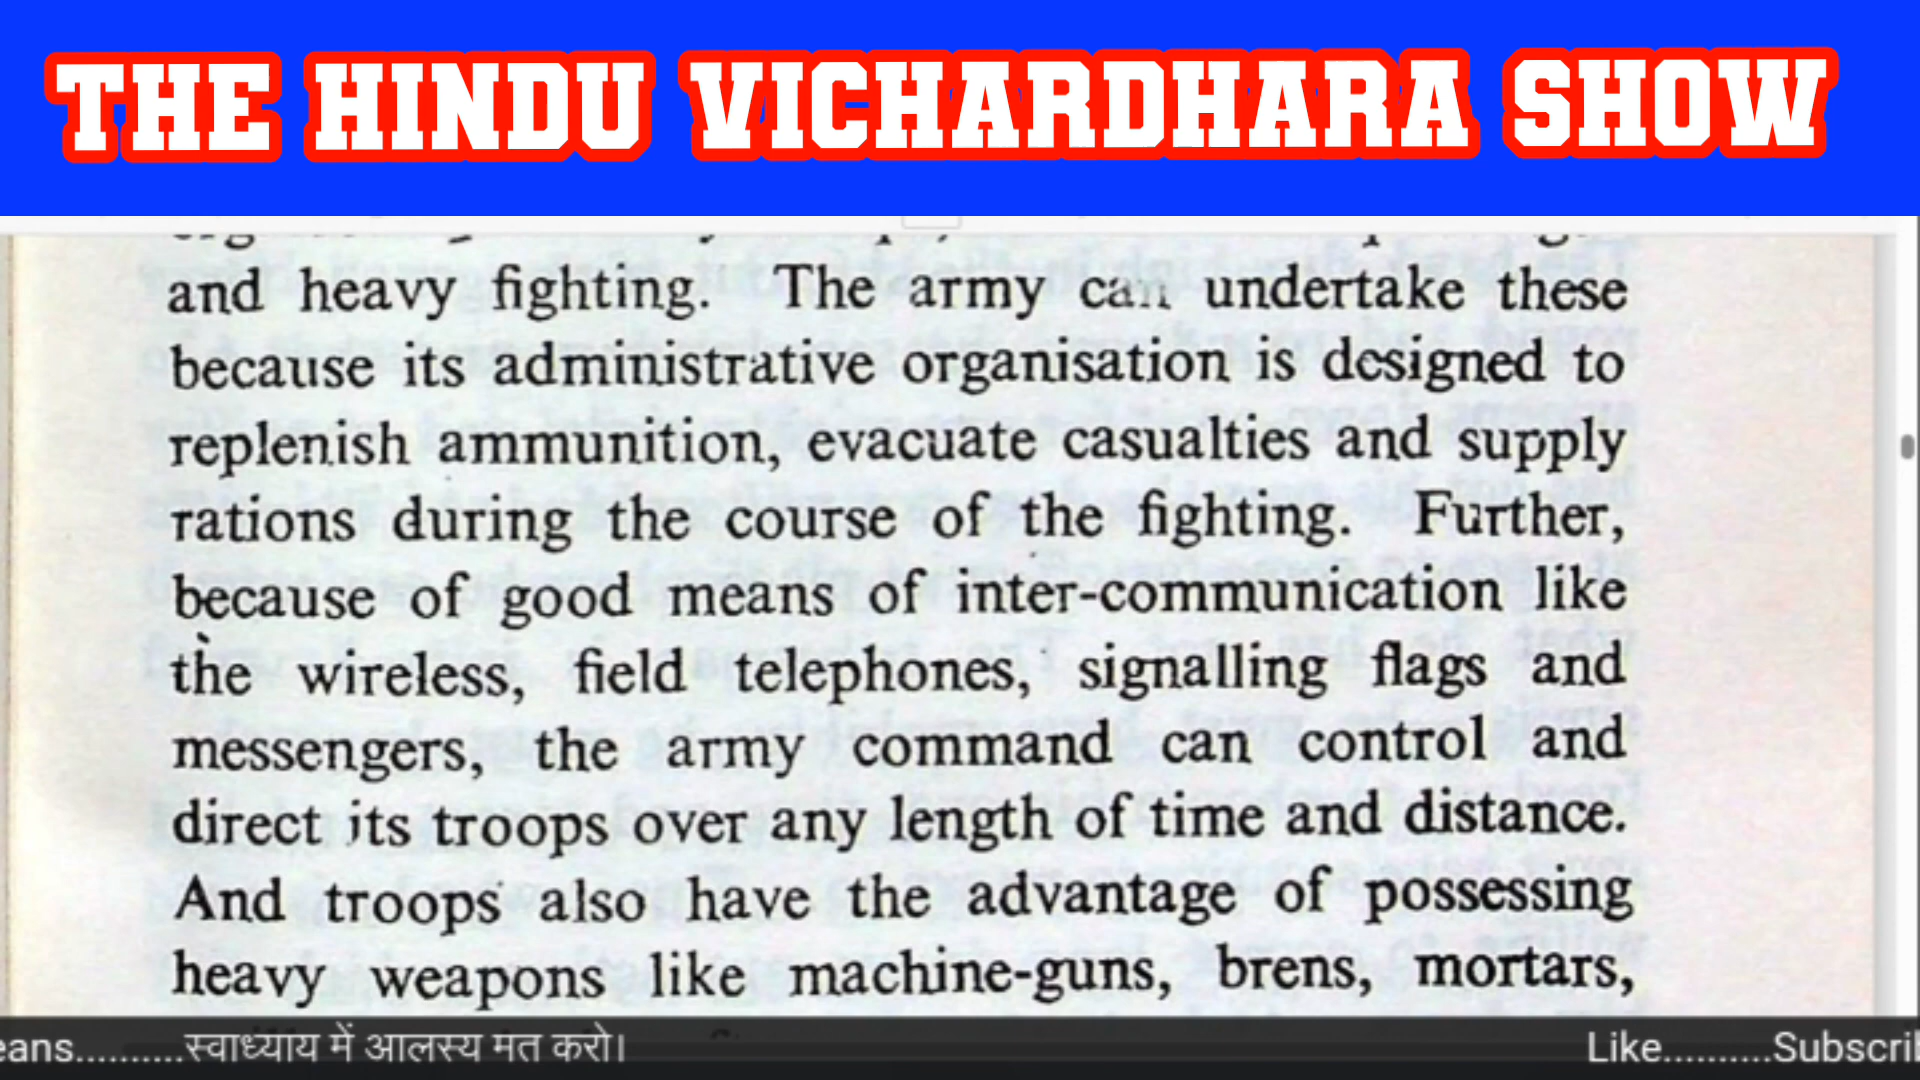 THE HINDU VICHARDHARA SHOW
and heavy fighting. The army can undertake these
because its administrative organisation is designed to
replenish ammunition, evacuate casualties and supply
rations during the course of the fighting. Further,
because of good means of inter-communication like
the wireless, field telephones, signalling flags and
messengers, the army command can control and
direct its troops over any length of time and distance.
And troops also have the advantage of possessing
heavy weapons like machine-guns, brens, mortars,
eans..........स्वाध्याय में आलस्य मत करो। Like..........Subscrib